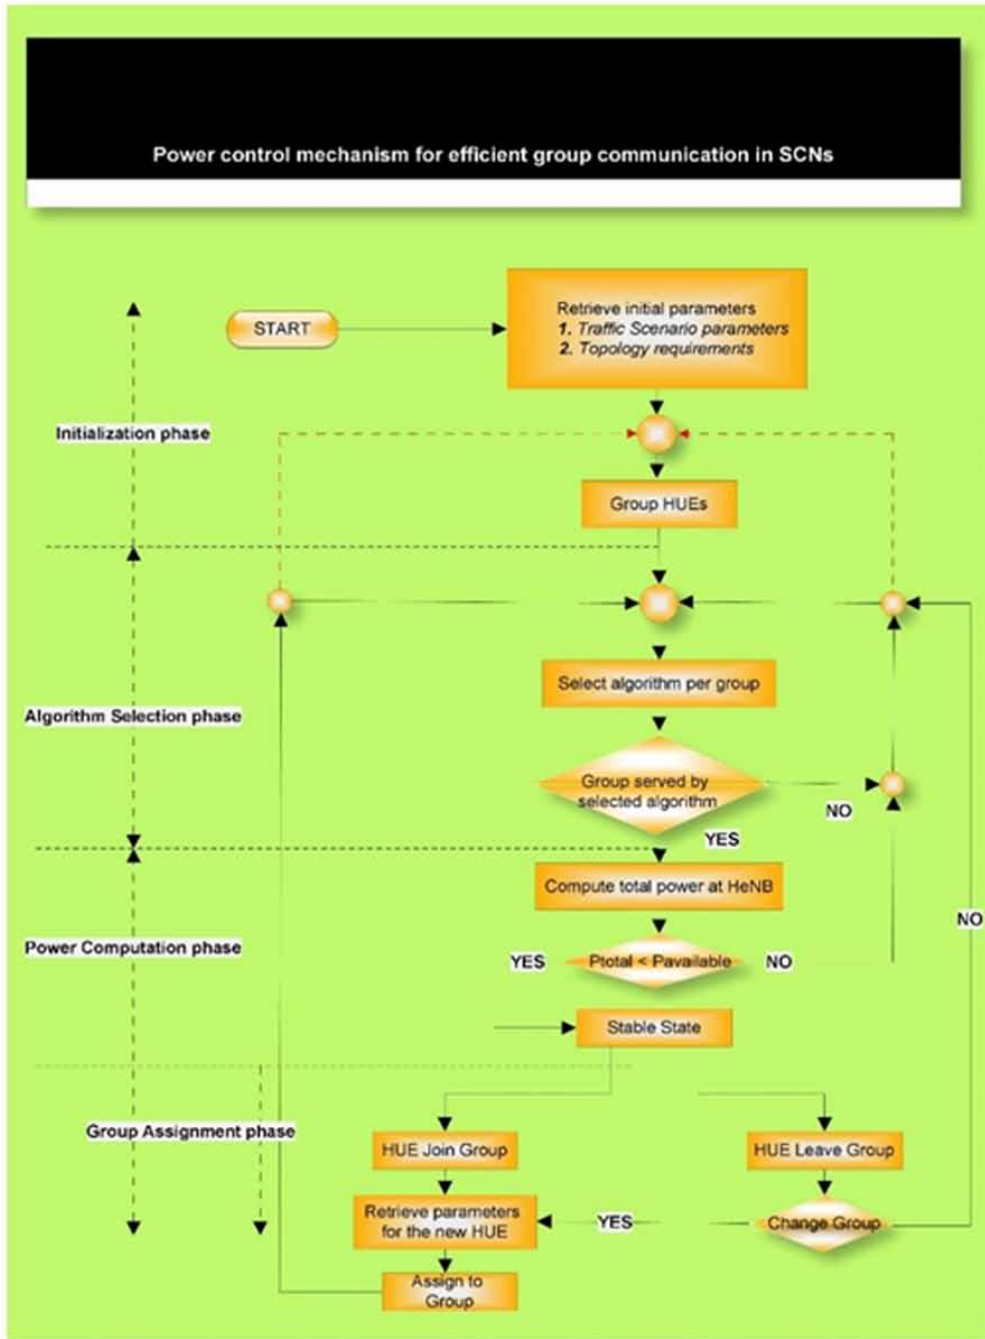 Power control mechanism for efficient group communication in SCNs
START
Retrieve initial parameters
1. Traffic Scenario parameters
2. Topology requirements
Initialization phase
Group HUEs
Select algorithm per group
Algorithm Selection phase
Group served by
selected algorithm
NO
YES
Compute total power at HeNB
NO
Power Computation phase
YES
Ptotal < Pavailable
NO
Stable State
Group Assignment phase
HUE Join Group
HUE Leave Group
Retrieve parameters
for the new HUE
YES
Change Group
Assign to
Group